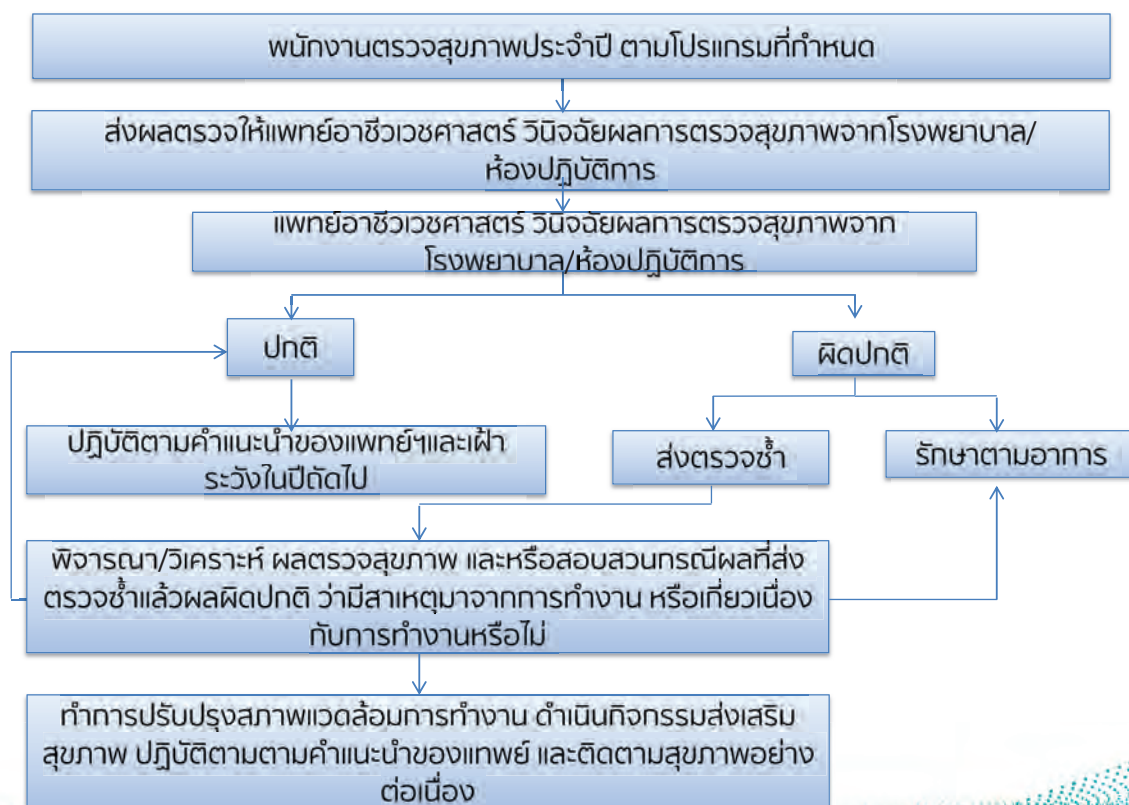 พนักงานตรวจสุขภาพประจำปี ตามโปรแกรมที่กำหนด
ส่งผลตรวจให้แพทย์อาชีวเวชศาสตร์ วินิจฉัยผลการตรวจสุขภาพจากโรงพยาบาล/
ห้องปฏิบัติการ
แพทย์อาชีวเวชศาสตร์ วินิจฉัยผลการตรวจสุขภาพจาก
โรงพยาบาล/ห้องปฏิบัติการ
ปกติ
ผิดปกติ
ปฏิบัติตามคำแนะนำของแพทย์ฯและเฝ้า
ระวังในปีถัดไป
ส่งตรวจซ้ำ
รักษาตามอาการ
พิจารณา/วิเคราะห์ ผลตรวจสุขภาพ และหรือสอบสวนกรณีผลที่ส่ง
ตรวจซ้ำแล้วผลผิดปกติ ว่ามีสาเหตุมาจากการทำงาน หรือเกี่ยวเนื่อง
กับการทำงานหรือไม่
ทำการปรับปรุงสภาพแวดล้อมการทำงาน ดำเนินกิจกรรมส่งเสริม
สุขภาพ ปฏิบัติตามตามคำแนะนำของแทพย์ และติดตามสุขภาพอย่าง
ต่อเนื่อง